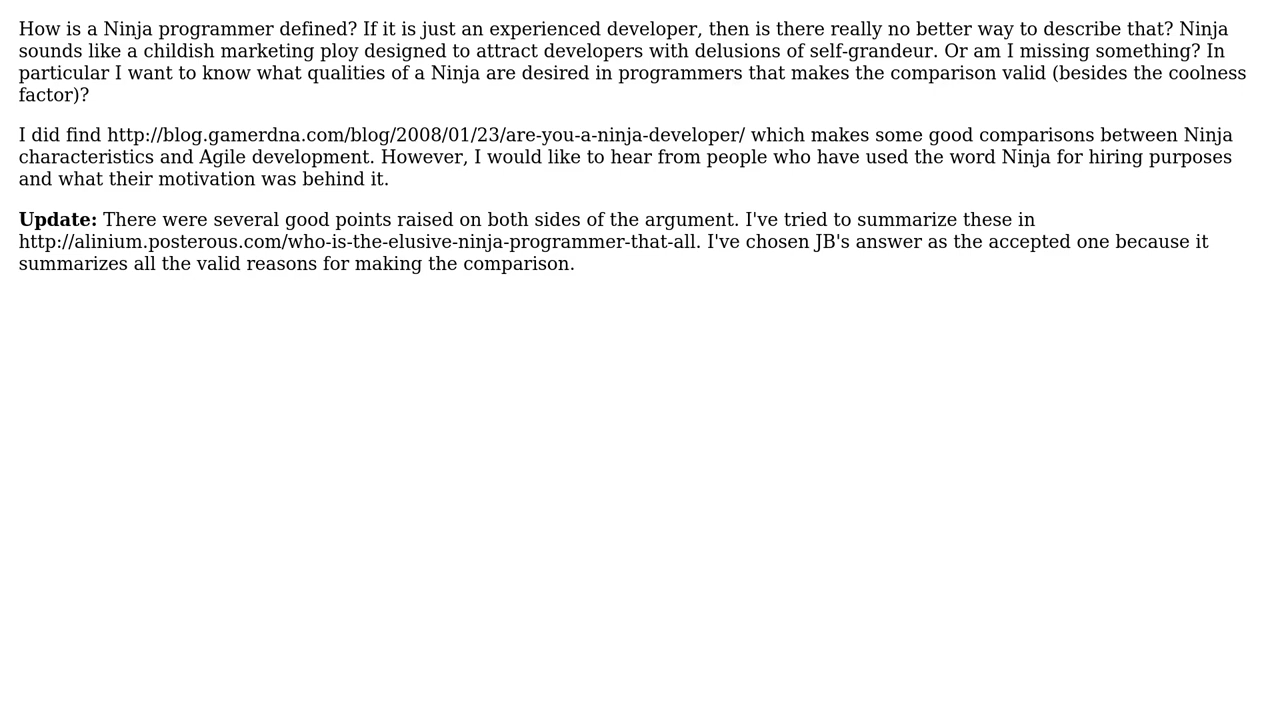 How is a Ninja programmer defined? If it is just an experienced developer, then is there really no better way to describe that? Ninja
sounds like a childish marketing ploy designed to attract developers with delusions of self-grandeur. Or am I missing something? In
particular I want to know what qualities of a Ninja are desired in programmers that makes the comparison valid (besides the coolness
factor)?
I did find http://blog.gamerdna.com/blog/2008/01/23/are-you-a-ninja-developer/ which makes some good comparisons between Ninja
characteristics and Agile development. However, I would like to hear from people who have used the word Ninja for hiring purposes
and what their motivation was behind it.
Update: There were several good points raised on both sides of the argument. I've tried to summarize these in
http://alinium.posterous.com/who-is-the-elusive-ninja-programmer-that-all. I've chosen JB's answer as the accepted one because it
summarizes all the valid reasons for making the comparison.